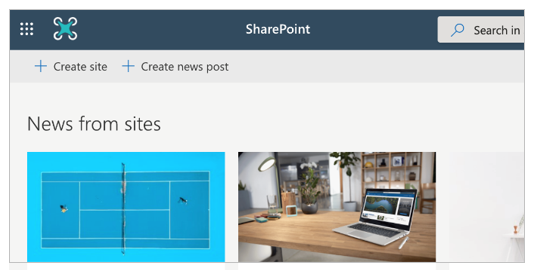 SharePoint
Search in
Create site
Create news post
News from sites